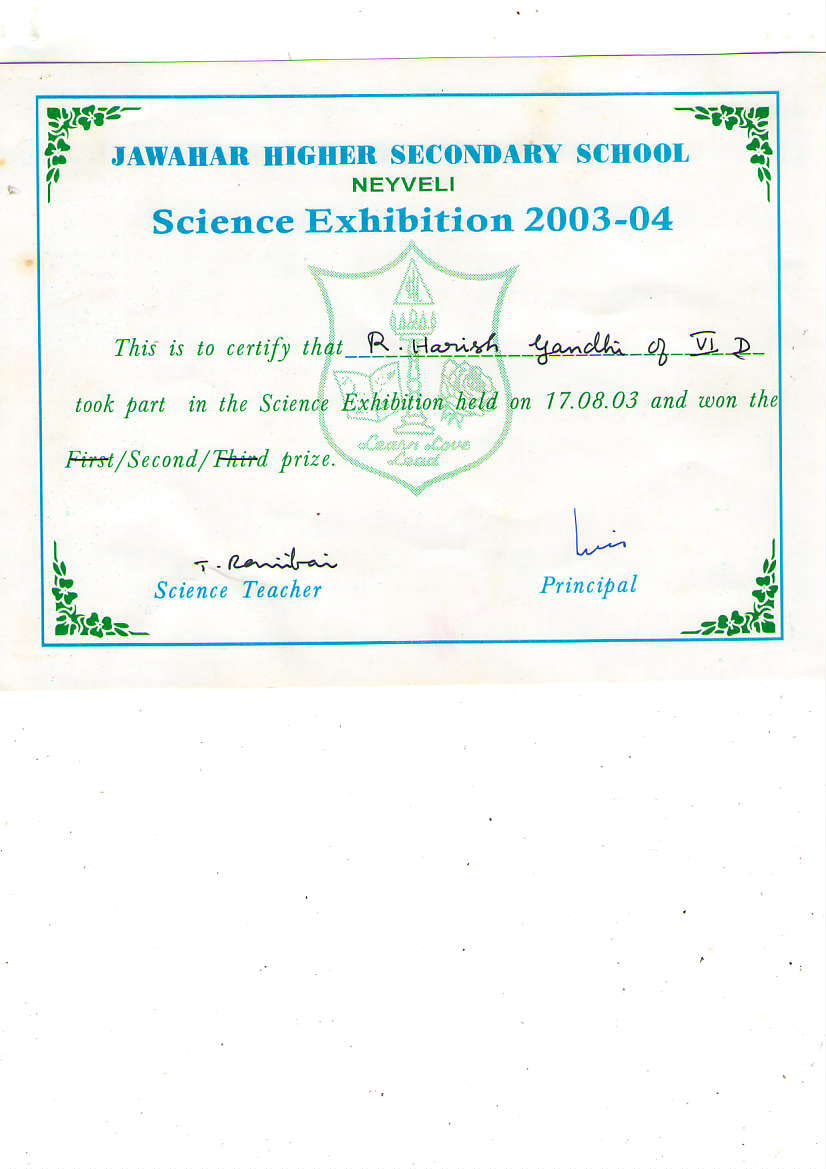 JAWAHAR HIGHER SECONDARY SCHOOL
NEYVELI
Science Exhibition 2003-04
This is to certify that R. Harish Gandhi of VI D
took part in the Science Exhibition held on 17.08.03 and won the
First/Second/Third prize.
Learn Love
Lead
T. Ranibai
Science Teacher
Principal